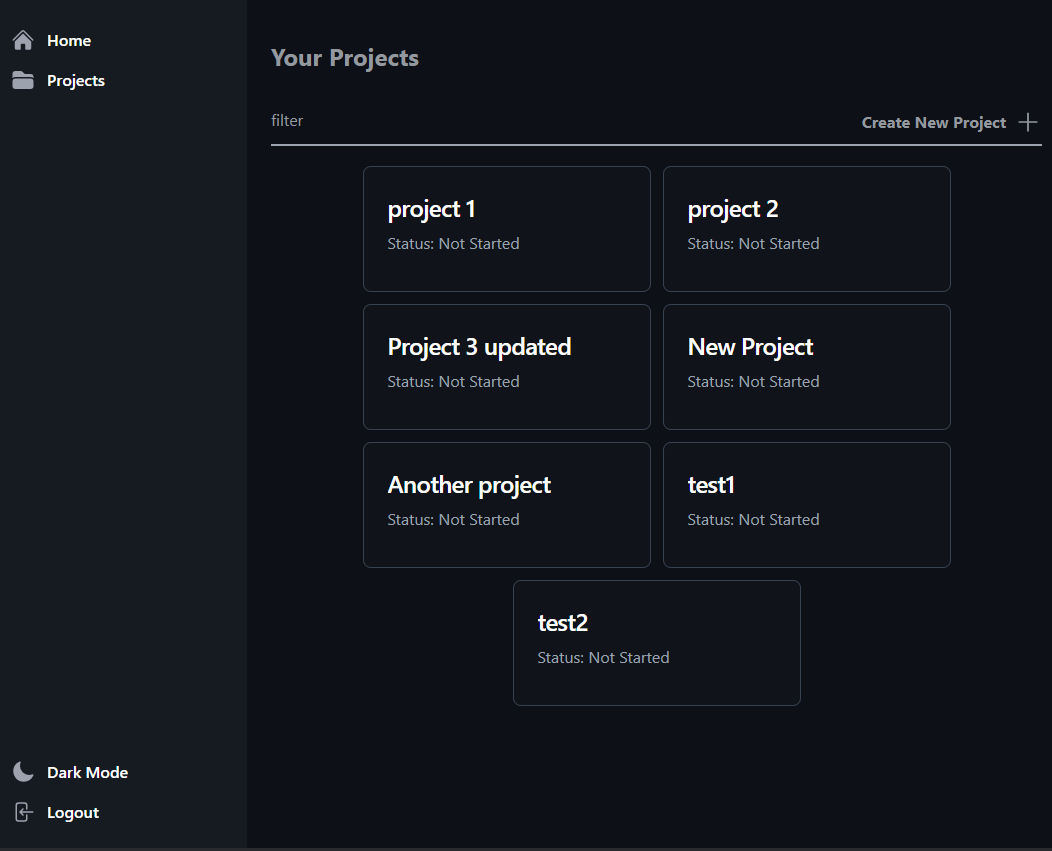 Home
Projects
Your Projects
filter
Create New Project
project 1
Status: Not Started
project 2
Status: Not Started
Project 3 updated
Status: Not Started
New Project
Status: Not Started
Another project
Status: Not Started
test1
Status: Not Started
test2
Status: Not Started
Dark Mode
Logout